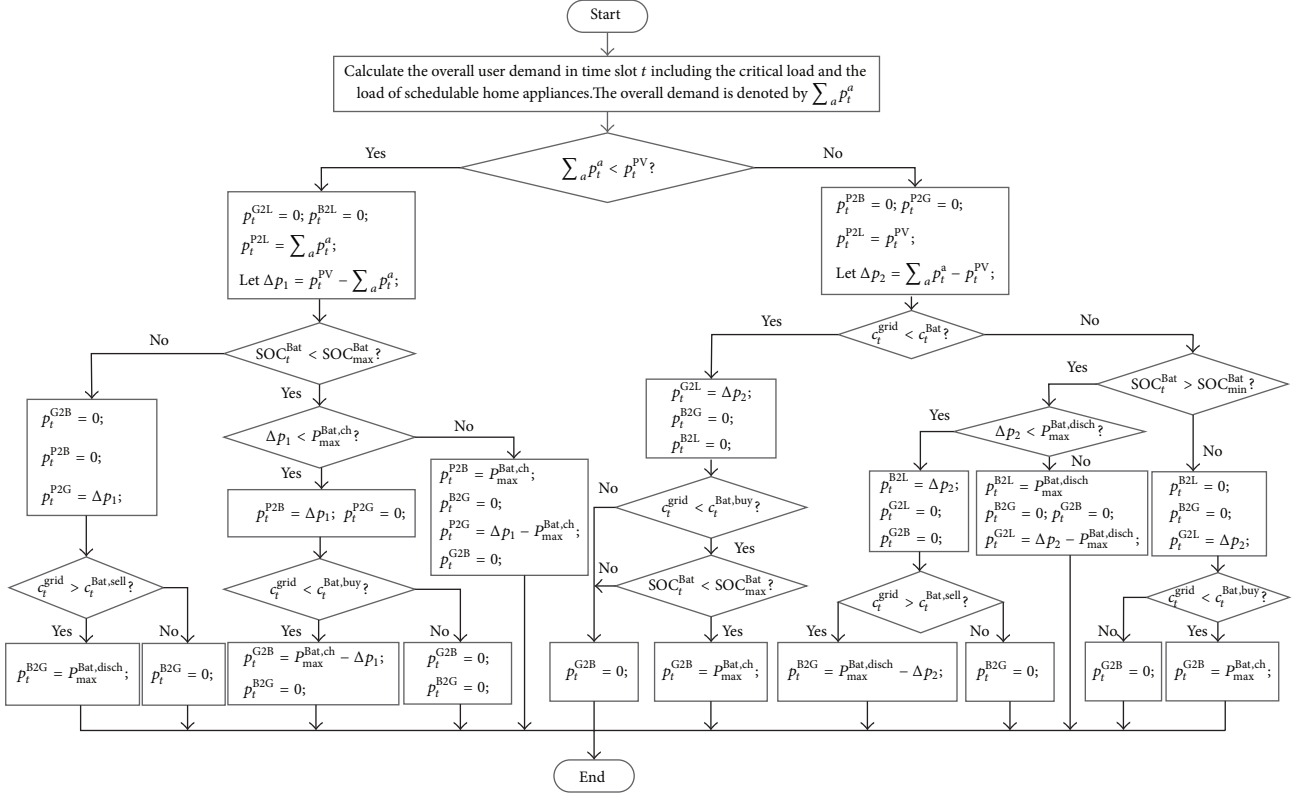 Start
Calculate the overall user demand in time slot t including the critical load and the
load of schedulable home appliances.The overall demand is denoted by ∑_a p_t^a
∑_a p_t^a < p_t^PV?
Yes
No
p_t^G2L = 0; p_t^B2L = 0;
p_t^P2L = ∑_a p_t^a;
Let Δp_1 = p_t^PV − ∑_a p_t^a;
p_t^P2B = 0; p_t^P2G = 0;
p_t^P2L = p_t^PV;
Let Δp_2 = ∑_a p_t^a − p_t^PV;
SOC_t^Bat < SOC_max^Bat?
No
Yes
p_t^G2B = 0;
p_t^P2B = 0;
p_t^P2G = Δp_1;
c_t^grid > c_t^Bat,sell?
Yes
No
p_t^B2G = P_max^Bat,disch;
p_t^B2G = 0;
Δp_1 < P_max^Bat,ch?
Yes
No
p_t^P2B = Δp_1; p_t^P2G = 0;
c_t^grid < c_t^Bat,buy?
Yes
No
p_t^G2B = P_max^Bat,ch − Δp_1;
p_t^B2G = 0;
p_t^G2B = 0;
p_t^B2G = 0;
p_t^P2B = P_max^Bat,ch;
p_t^B2G = 0;
p_t^P2G = Δp_1 − P_max^Bat,ch;
p_t^G2B = 0;
c_t^grid < c_t^Bat?
Yes
No
p_t^G2L = Δp_2;
p_t^B2G = 0;
p_t^B2L = 0;
c_t^grid < c_t^Bat,buy?
No
Yes
SOC_t^Bat < SOC_max^Bat?
No
Yes
p_t^G2B = 0;
p_t^G2B = P_max^Bat,ch;
SOC_t^Bat > SOC_min^Bat?
Yes
No
Δp_2 < P_max^Bat,disch?
Yes
No
p_t^B2L = Δp_2;
p_t^G2L = 0;
p_t^G2B = 0;
c_t^grid > c_t^Bat,sell?
Yes
No
p_t^B2G = P_max^Bat,disch − Δp_2;
p_t^B2G = 0;
p_t^B2L = P_max^Bat,disch
p_t^B2G = 0; p_t^G2B = 0;
p_t^G2L = Δp_2 − P_max^Bat,disch;
p_t^B2L = 0;
p_t^B2G = 0;
p_t^G2L = Δp_2;
c_t^grid < c_t^Bat,buy?
No
Yes
p_t^G2B = 0;
p_t^G2B = P_max^Bat,ch;
End